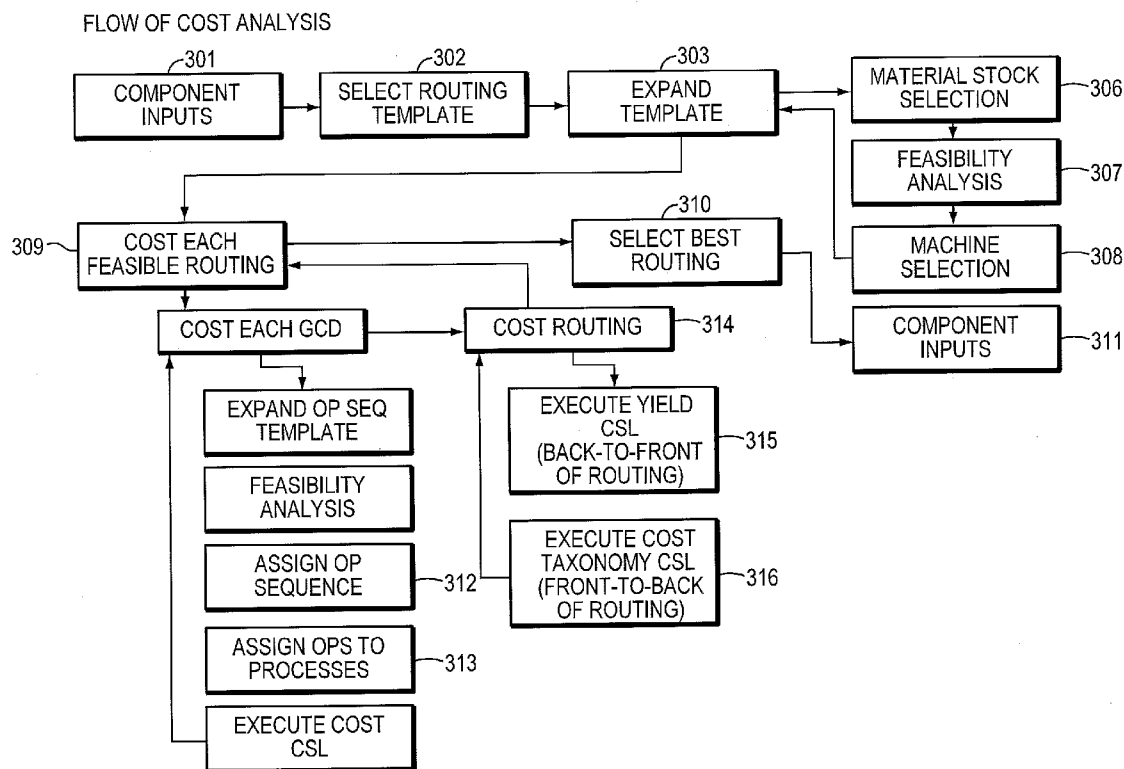 FLOW OF COST ANALYSIS
301
COMPONENT
INPUTS
302
SELECT ROUTING
TEMPLATE
303
EXPAND
TEMPLATE
MATERIAL STOCK
SELECTION
306
FEASIBILITY
ANALYSIS
307
MACHINE
SELECTION
308
309
COST EACH
FEASIBLE ROUTING
310
SELECT BEST
ROUTING
COMPONENT
INPUTS
311
COST EACH GCD
COST ROUTING
314
EXPAND OP SEQ
TEMPLATE
FEASIBILITY
ANALYSIS
ASSIGN OP
SEQUENCE
312
ASSIGN OPS TO
PROCESSES
313
EXECUTE COST
CSL
EXECUTE YIELD
CSL
(BACK-TO-FRONT
OF ROUTING)
315
EXECUTE COST
TAXONOMY CSL
(FRONT-TO-BACK
OF ROUTING)
316